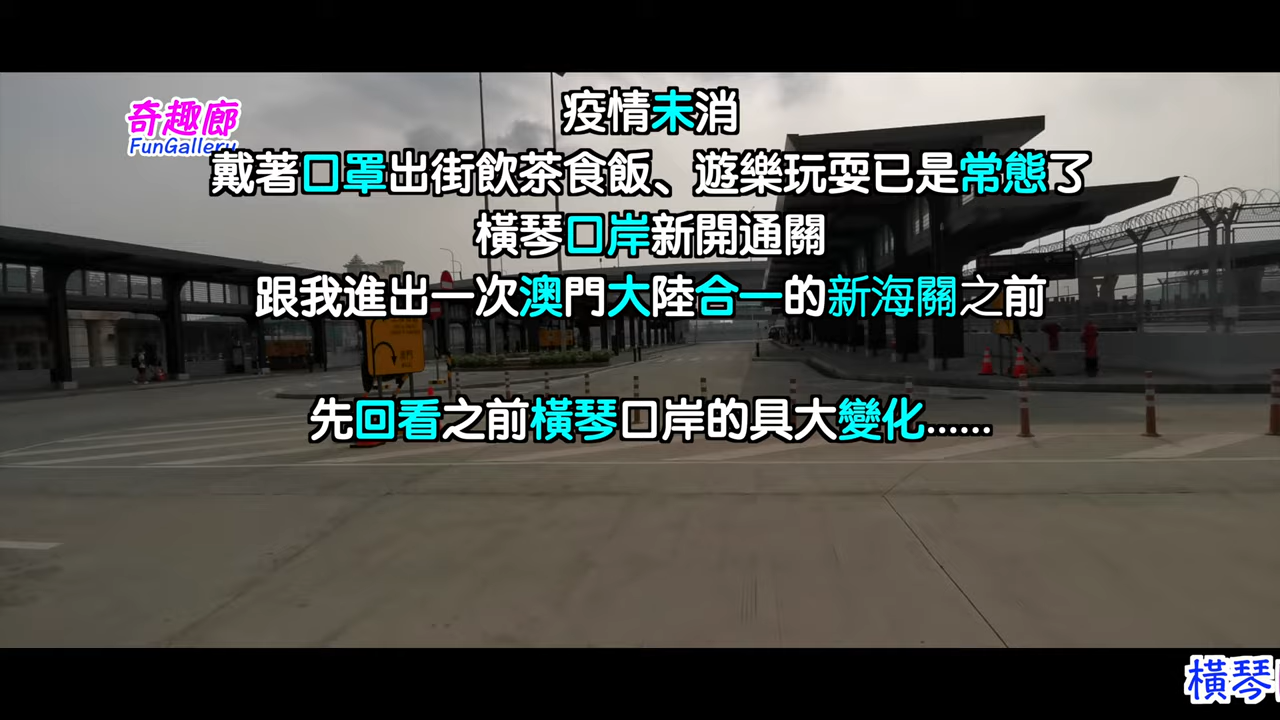 奇趣廊
FunGallery
疫情未消
戴著口罩出街飲茶食飯、遊樂玩耍已是常態了
橫琴口岸新開通關
跟我進出一次澳門大陸合一的新海關之前
先回看之前橫琴口岸的具大變化......
橫琴